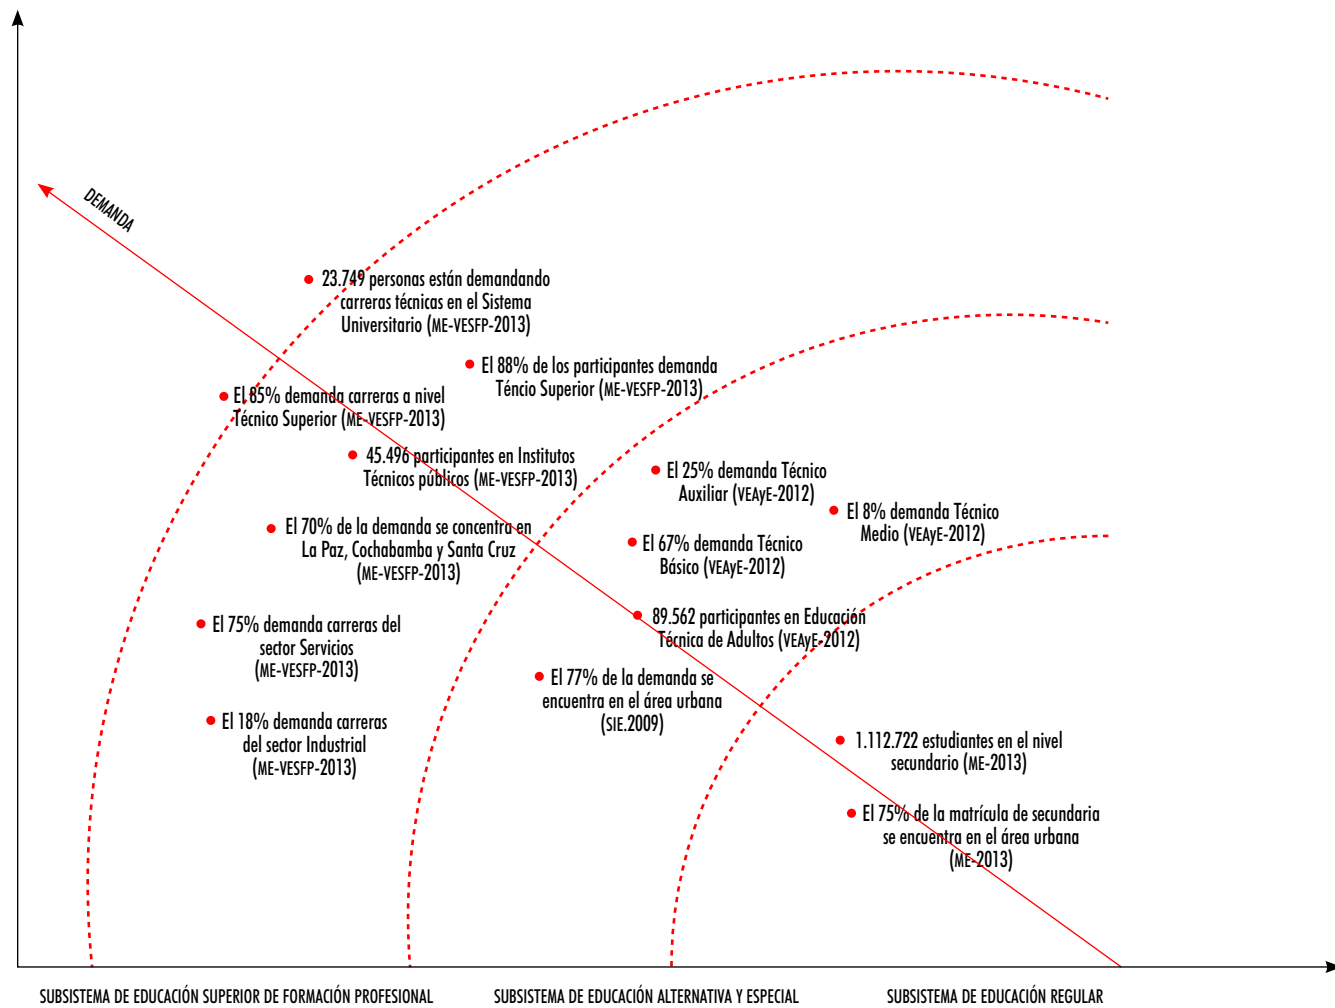 DEMANDA
23.749 personas están demandando
carreras técnicas en el Sistema
Universitario (ME-VESFP-2013)
El 88% de los participantes demanda
Téncio Superior (ME-VESFP-2013)
El 85% demanda carreras a nivel
Técnico Superior (ME-VESFP-2013)
45.496 participantes en Institutos
Técnicos públicos (ME-VESFP-2013)
El 25% demanda Técnico
Auxiliar (VEAyE-2012)
El 8% demanda Técnico
Medio (VEAyE-2012)
El 70% de la demanda se concentra en
La Paz, Cochabamba y Santa Cruz
(ME-VESFP-2013)
El 67% demanda Técnico
Básico (VEAyE-2012)
El 75% demanda carreras del
sector Servicios
(ME-VESFP-2013)
89.562 participantes en Educación
Técnica de Adultos (VEAyE-2012)
El 77% de la demanda se
encuentra en el área urbana
(SIE.2009)
El 18% demanda carreras
del sector Industrial
(ME-VESFP-2013)
1.112.722 estudiantes en el nivel
secundario (ME-2013)
El 75% de la matrícula de secundaria
se encuentra en el área urbana
(ME-2013)
SUBSISTEMA DE EDUCACIÓN SUPERIOR DE FORMACIÓN PROFESIONAL
SUBSISTEMA DE EDUCACIÓN ALTERNATIVA Y ESPECIAL
SUBSISTEMA DE EDUCACIÓN REGULAR